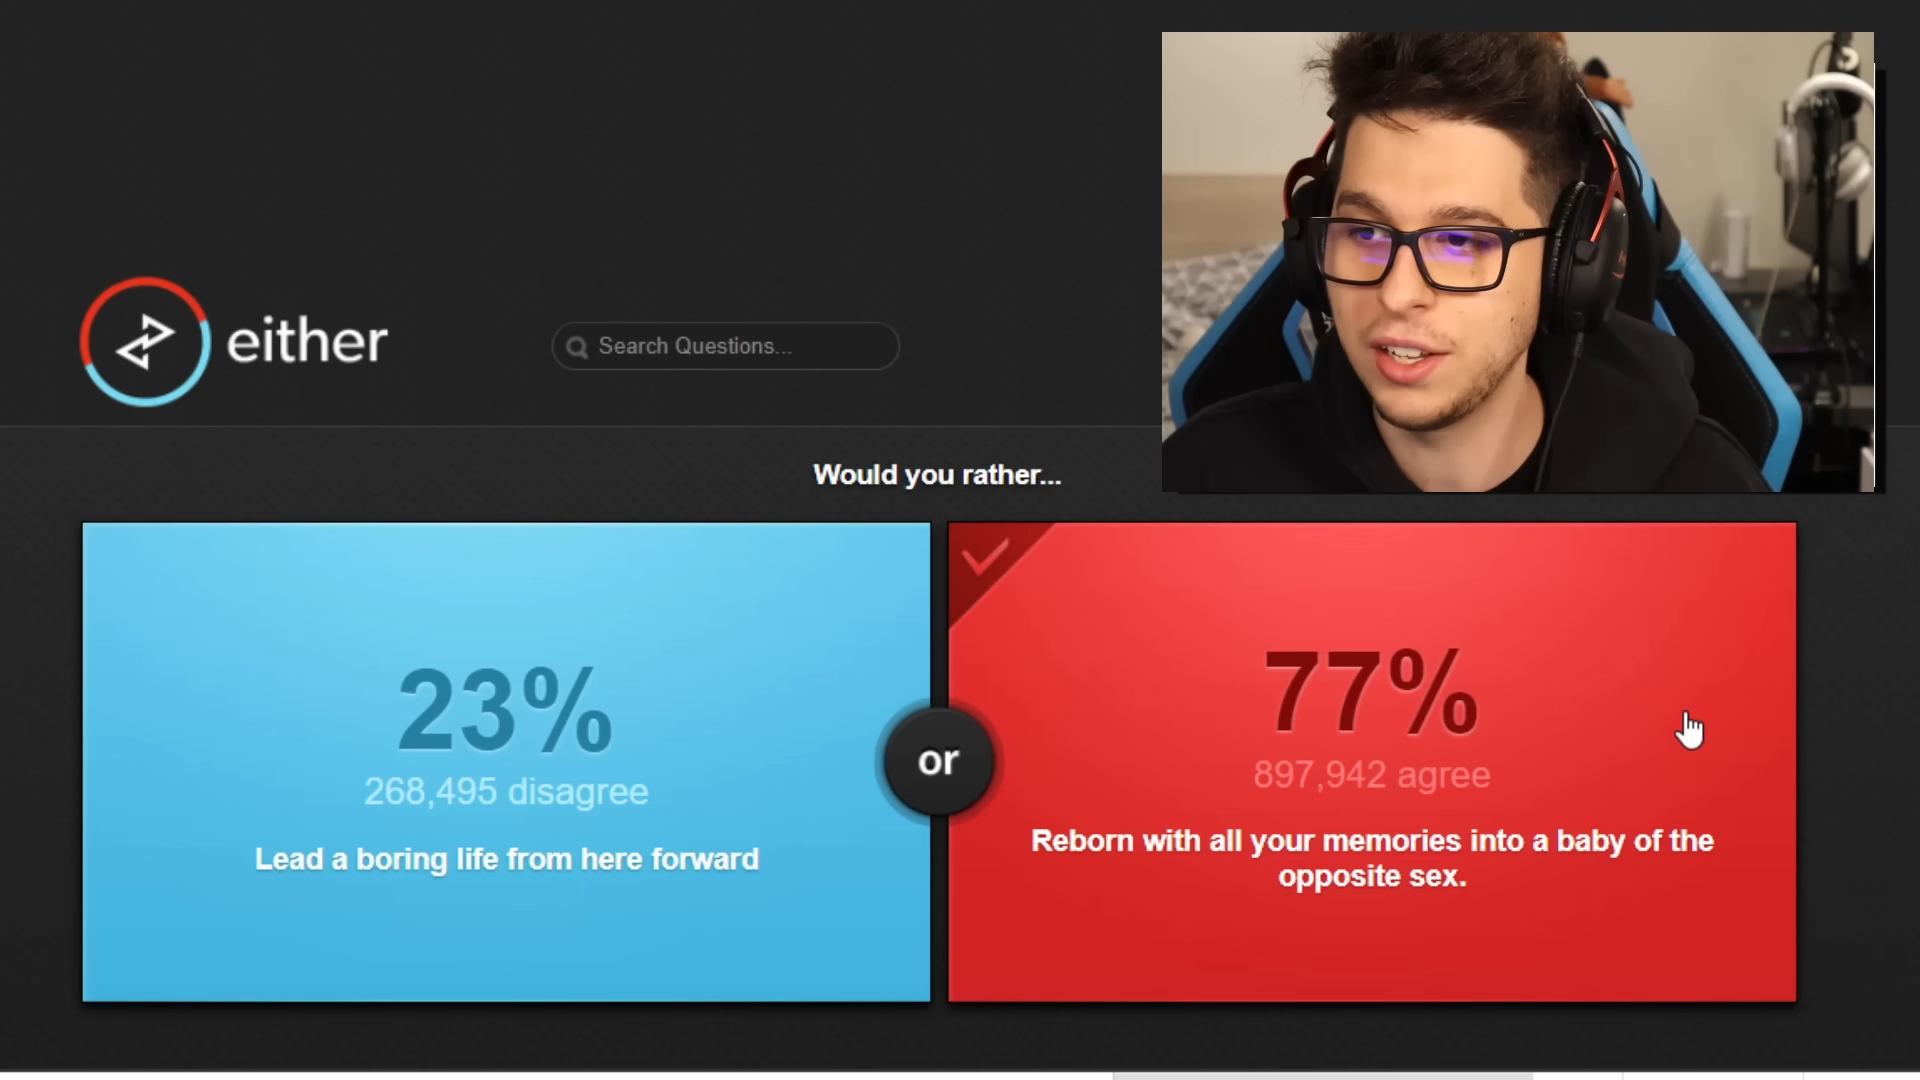 either
Search Questions...
Would you rather...
23%
268,495 disagree
Lead a boring life from here forward
or
77%
897,942 agree
Reborn with all your memories into a baby of the
opposite sex.